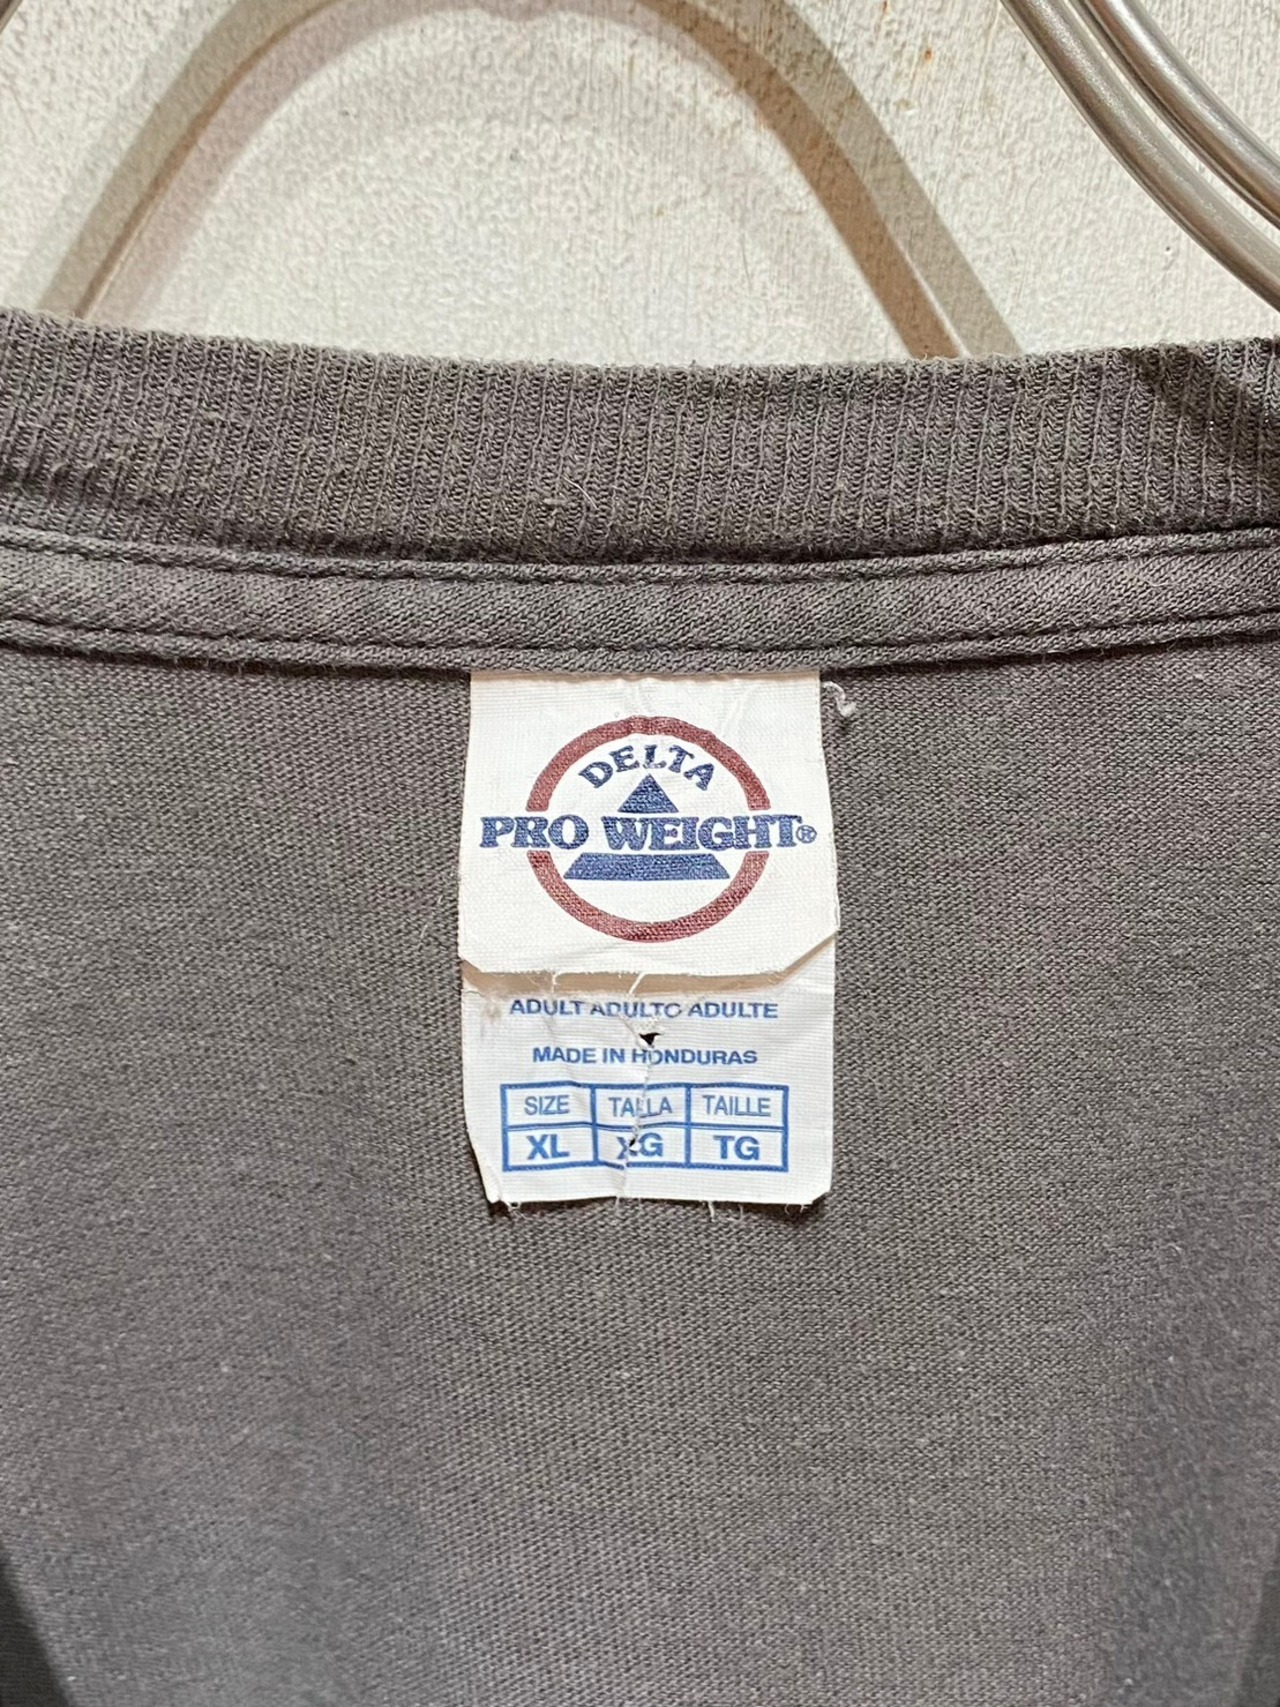 DELTA
PRO WEIGHT®
ADULT ADULTO ADULTE
MADE IN HONDURAS
SIZE TALLA TAILLE
XL XG TG